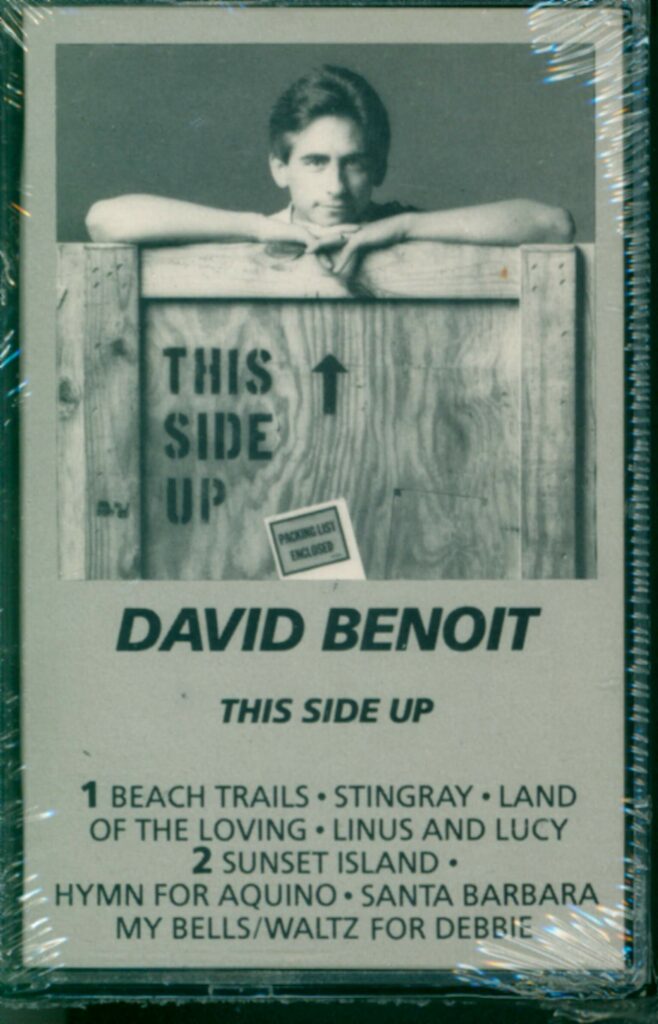 THIS
SIDE
UP
PACKING LIST
ENCLOSED
DAVID BENOIT
THIS SIDE UP
1 BEACH TRAILS • STINGRAY • LAND
OF THE LOVING • LINUS AND LUCY
2 SUNSET ISLAND •
HYMN FOR AQUINO • SANTA BARBARA
MY BELLS/WALTZ FOR DEBBIE